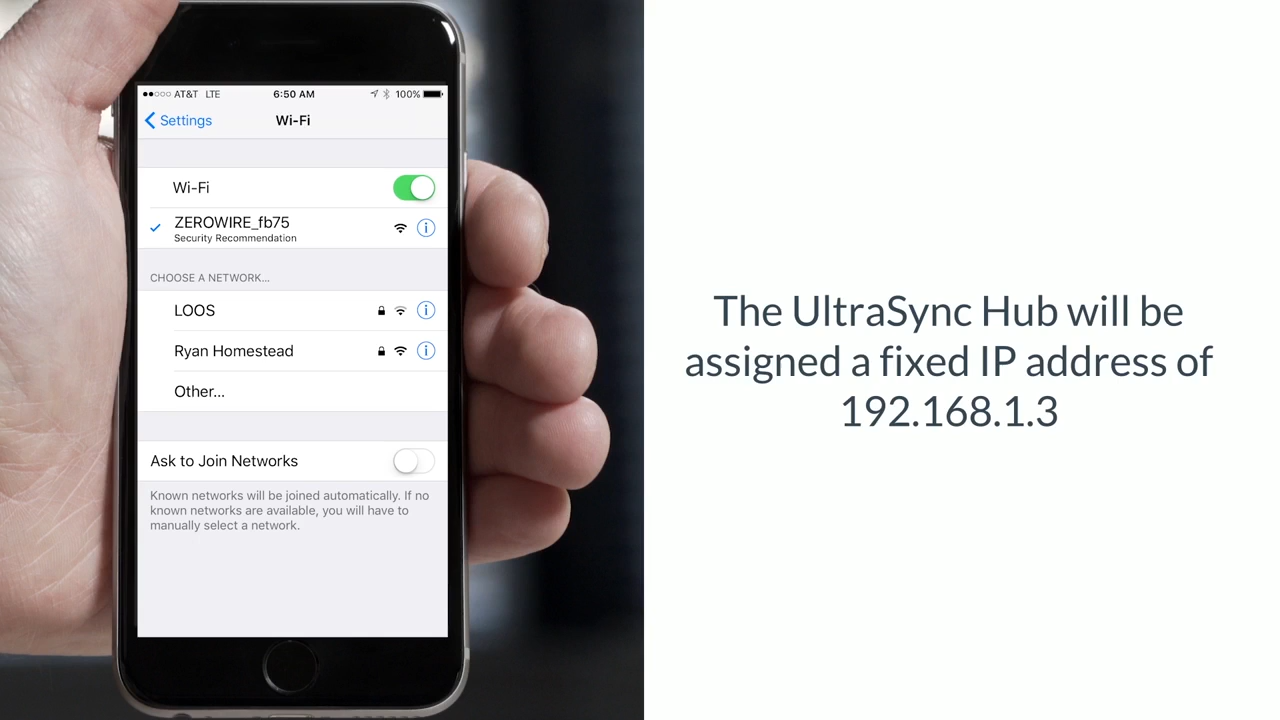 AT&T LTE 6:50 AM 100%
Settings Wi-Fi
Wi-Fi
ZEROWIRE_fb75
Security Recommendation
CHOOSE A NETWORK...
LOOS
Ryan Homestead
Other...
Ask to Join Networks
Known networks will be joined automatically. If no
known networks are available, you will have to
manually select a network.
The UltraSync Hub will be
assigned a fixed IP address of
192.168.1.3